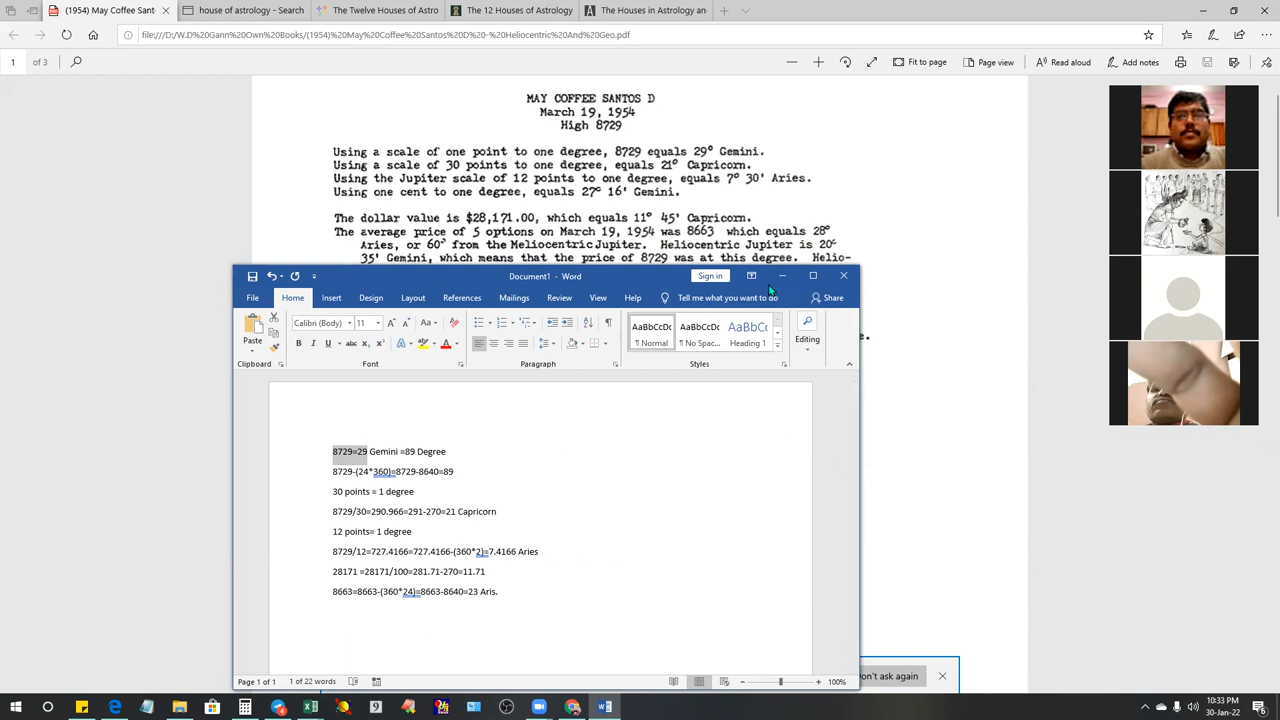 (1954) May Coffee Sant
house of astrology - Search
The Twelve Houses of Astro
The 12 Houses of Astrology
The Houses in Astrology an
file:///D:/W.D%20Gann%20Own%20Books/(1954)%20May%20Coffee%20Santos%20D%20-%20Heliocentric%20And%20Geo.pdf
1 of 3
Fit to page
Page view
Read aloud
Add notes
MAY COFFEE SANTOS D
March 19, 1954
High 8729
Using a scale of one point to one degree, 8729 equals 29° Gemini.
Using a scale of 30 points to one degree, equals 21° Capricorn.
Using the Jupiter scale of 12 points to one degree, equals 7° 30' Aries.
Using one cent to one degree, equals 27° 16' Gemini.
The dollar value is $28,171.00, which equals 11° 45' Capricorn.
The average price of 5 options on March 19, 1954 was 8663 which equals 28°
Aries, or 60° from the Heliocentric Jupiter. Heliocentric Jupiter is 20°
35' Gemini, which means that the price of 8729 was at this degree. Helio-
e.
Document1 - Word
Sign in
File
Home
Insert
Design
Layout
References
Mailings
Review
View
Help
Tell me what you want to do
Share
Paste
Calibri (Body)
11
Aa
B I U
AaBbCcDc
AaBbCcDc
AaBbCc
¶ Normal
¶ No Spac...
Heading 1
Editing
Clipboard
Font
Paragraph
Styles
8729=29 Gemini =89 Degree
8729-(24*360)=8729-8640=89
30 points = 1 degree
8729/30=290.966=291-270=21 Capricorn
12 points= 1 degree
8729/12=727.4166=727.4166-(360*2)=7.4166 Aries
28171 =28171/100=281.71-270=11.71
8663=8663-(360*24)=8663-8640=23 Aris.
on't ask again
Page 1 of 1
1 of 22 words
100%
10:33 PM
30-Jan-22